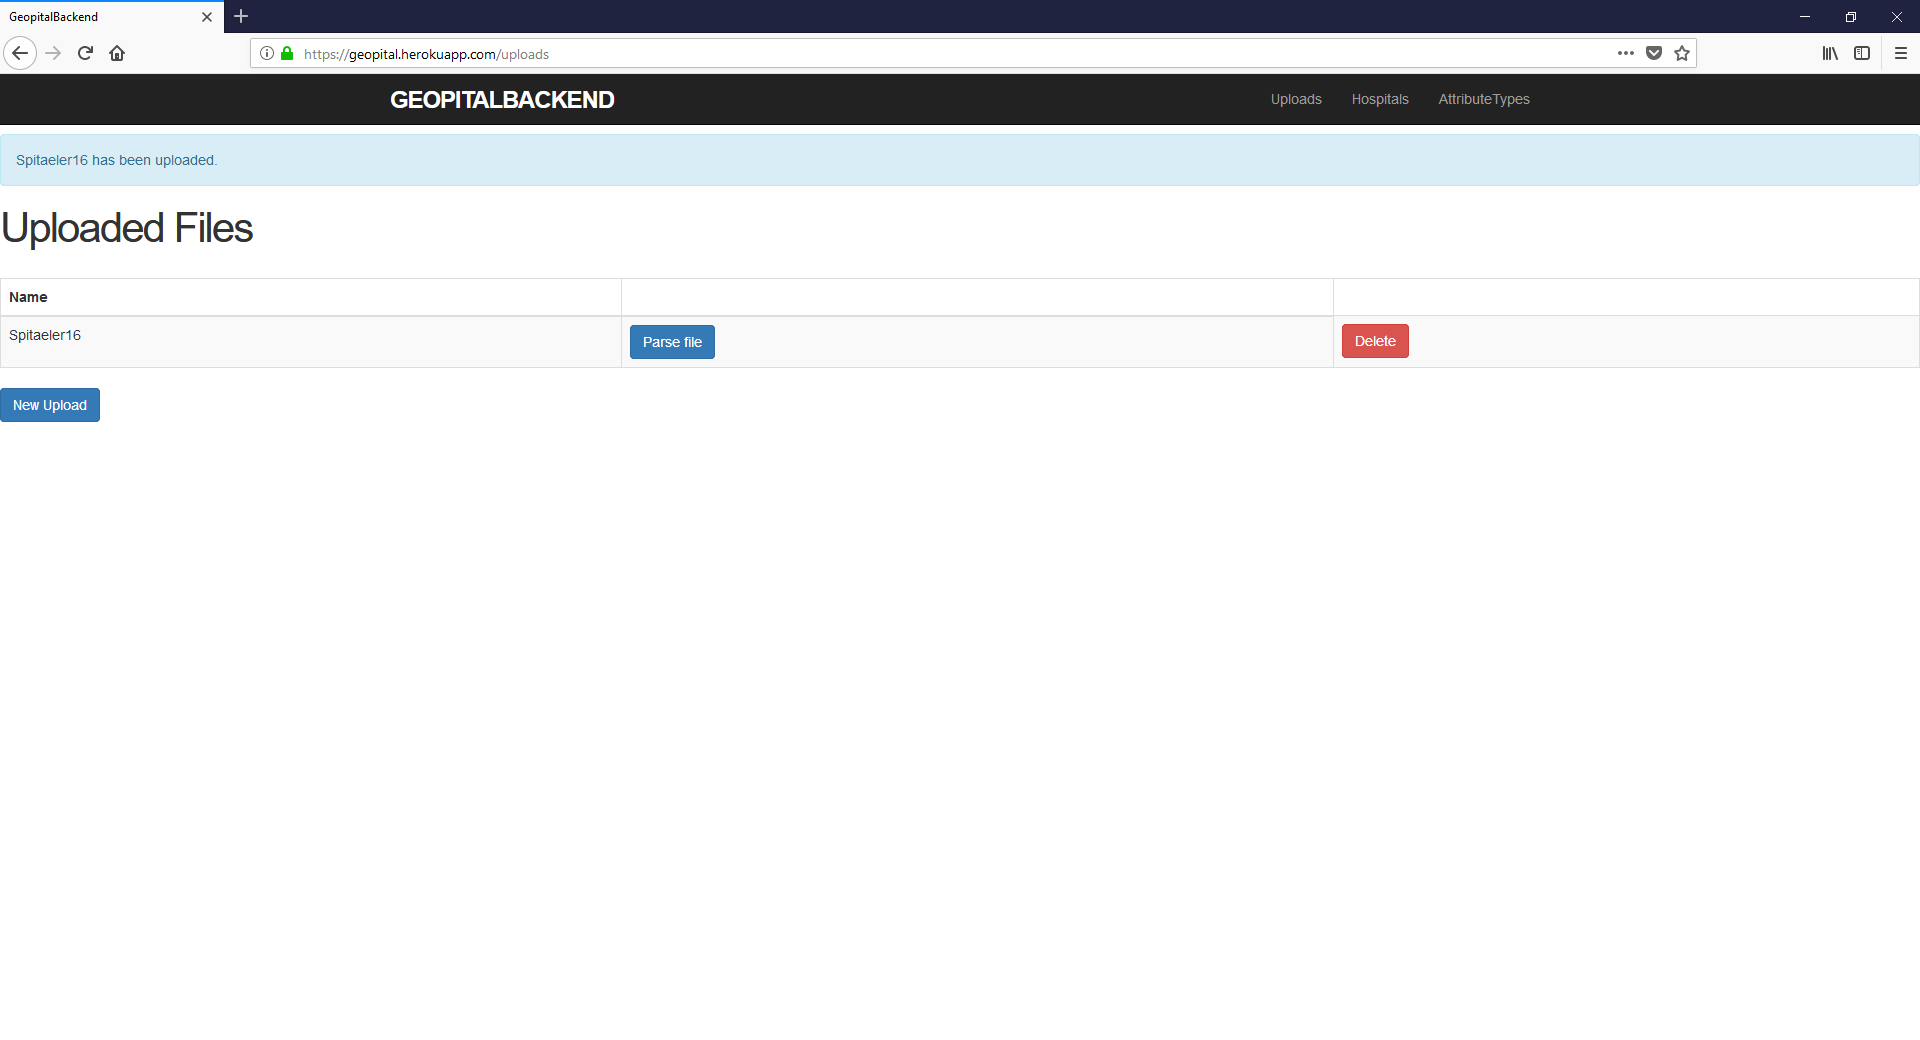 GeopitalBackend
https://geopital.herokuapp.com/uploads
GEOPITALBACKEND
Uploads Hospitals AttributeTypes
Spitaeler16 has been uploaded.
Uploaded Files
Name
Spitaeler16 Parse file Delete
New Upload